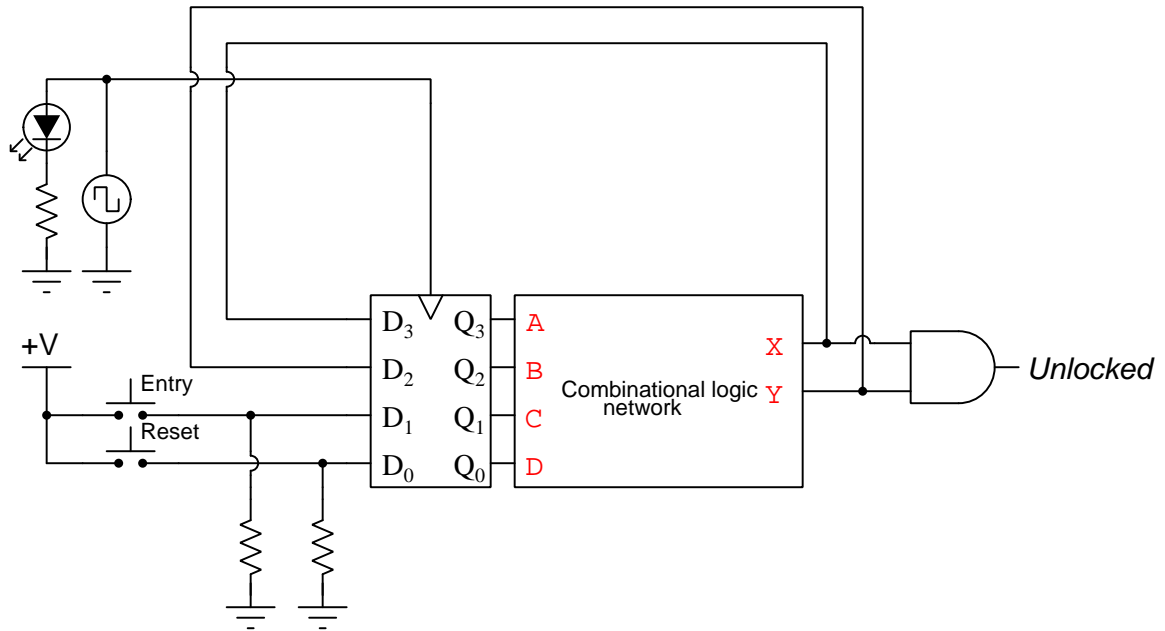 D₃ Q₃ A
X
+V
D₂ Q₂ B
Unlocked
Entry
Combinational logic
Y
network
D₁ Q₁ C
Reset
D₀ Q₀ D